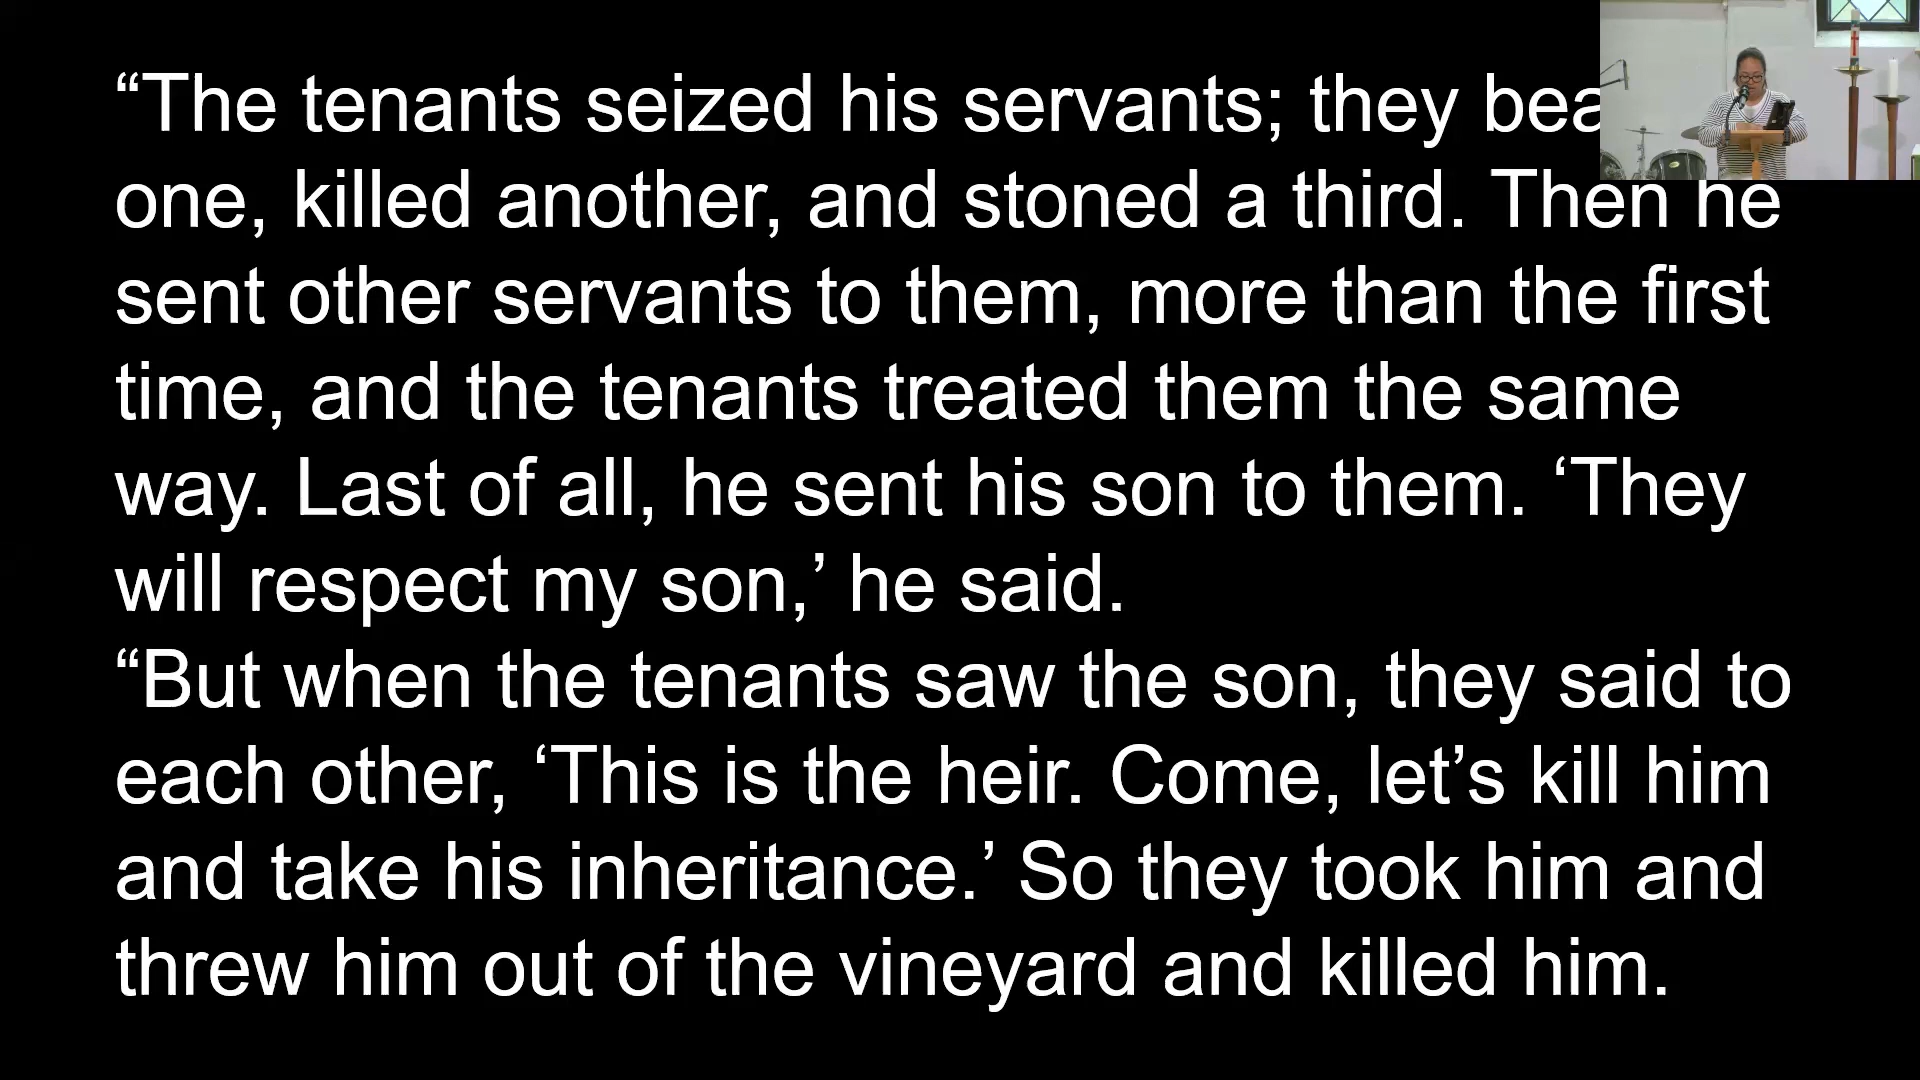 “The tenants seized his servants; they bea
one, killed another, and stoned a third. Then he
sent other servants to them, more than the first
time, and the tenants treated them the same
way. Last of all, he sent his son to them. ‘They
will respect my son,’ he said.
“But when the tenants saw the son, they said to
each other, ‘This is the heir. Come, let’s kill him
and take his inheritance.’ So they took him and
threw him out of the vineyard and killed him.